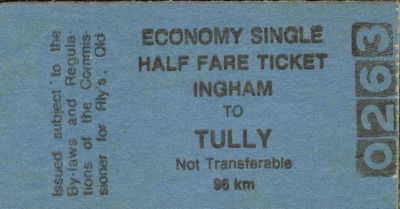 Issued subject to the
By-laws and Regula-
tions of the Commis-
sioner for Rly's, Qld
ECONOMY SINGLE
HALF FARE TICKET
INGHAM
TO
TULLY
Not Transferable
96 km
0263